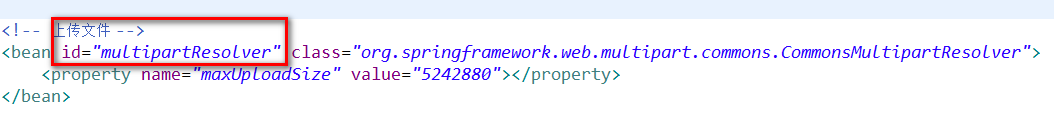 <!-- 上传文件 -->
<bean id="multipartResolver" class="org.springframework.web.multipart.commons.CommonsMultipartResolver">
<property name="maxUploadSize" value="5242880"></property>
</bean>